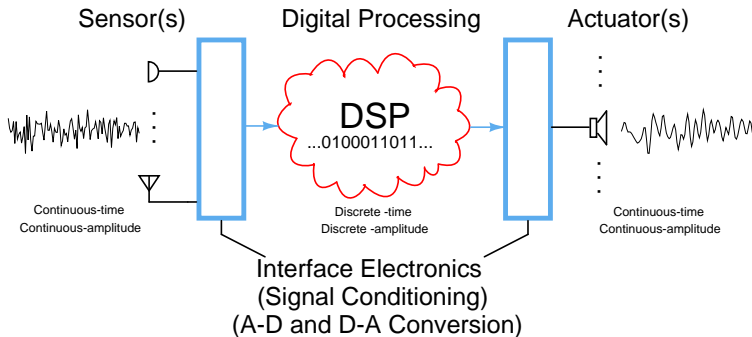 Sensor(s)
Digital Processing
Actuator(s)
DSP
...0100011011...
Continuous-time
Continuous-amplitude
Discrete -time
Discrete -amplitude
Continuous-time
Continuous-amplitude
Interface Electronics
(Signal Conditioning)
(A-D and D-A Conversion)